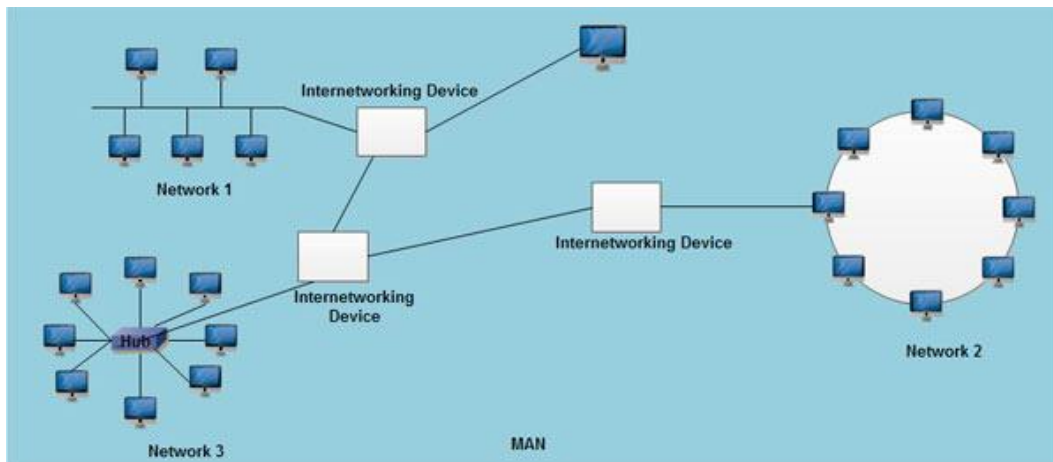 Internetworking Device
Network 1
Internetworking Device
Internetworking
Device
Hub
Network 2
Network 3
MAN